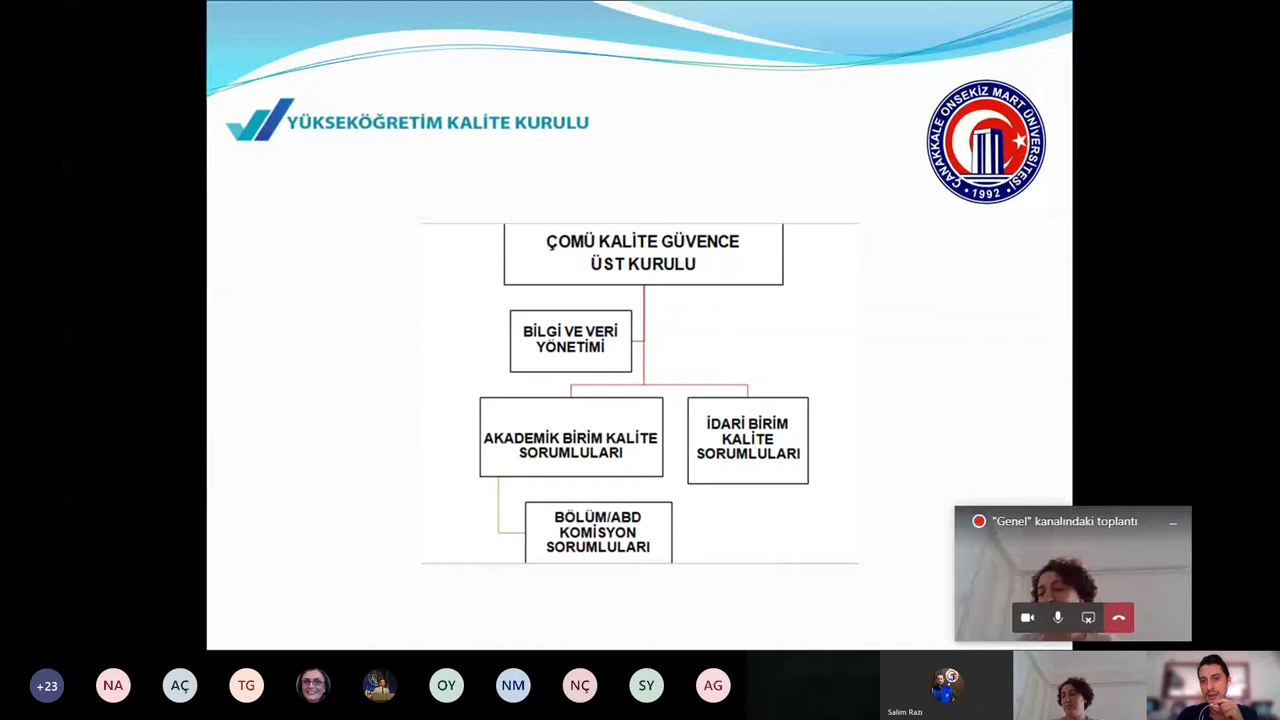 YÜKSEKÖĞRETİM KALİTE KURULU
ÇANAKKALE ONSEKİZ MART ÜNİVERSİTESİ
• 1992 •
ÇOMÜ KALİTE GÜVENCE
ÜST KURULU
BİLGİ VE VERİ
YÖNETİMİ
AKADEMİK BİRİM KALİTE
SORUMLULARI
İDARİ BİRİM
KALİTE
SORUMLULARI
BÖLÜM/ABD
KOMİSYON
SORUMLULARI
"Genel" kanalındaki toplantı
+23
NA
AÇ
TG
OY
NM
NÇ
SY
AG
Salim Razı